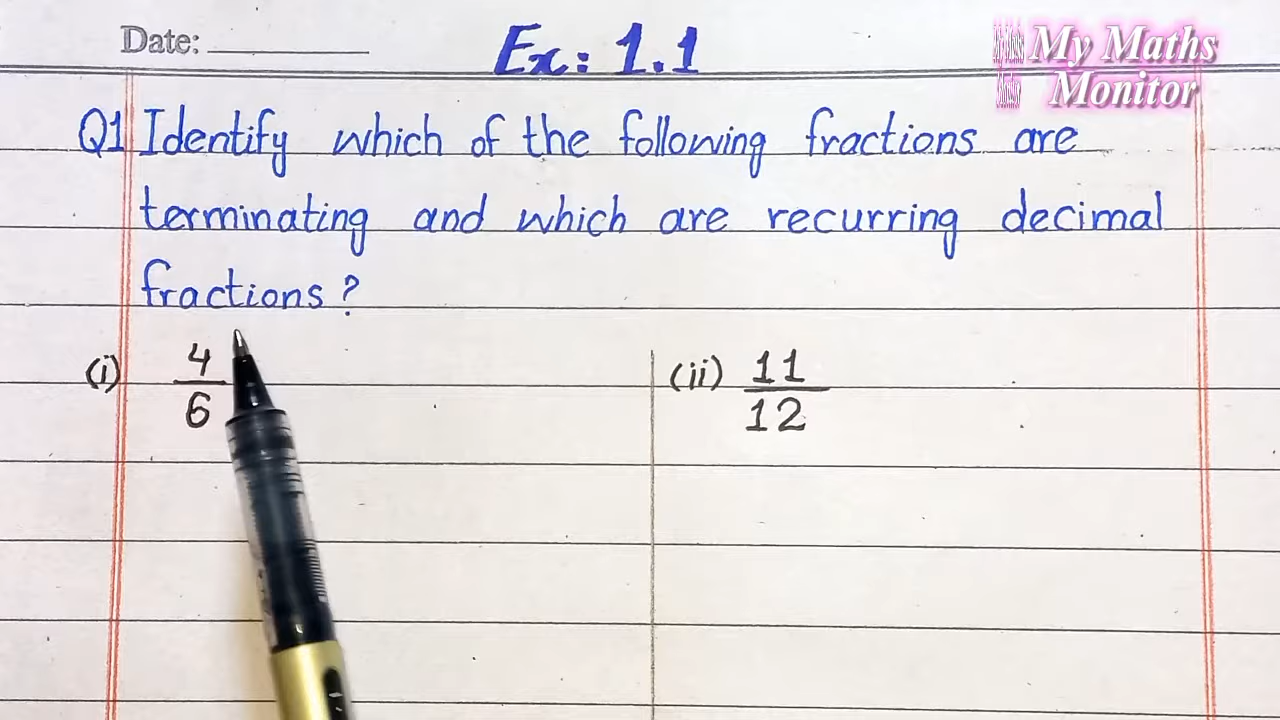 Date:
Ex: 1.1
My Maths
Monitor
Q1 Identify which of the following fractions are
terminating and which are recurring decimal
fractions?
(i) 4/6
(ii) 11/12